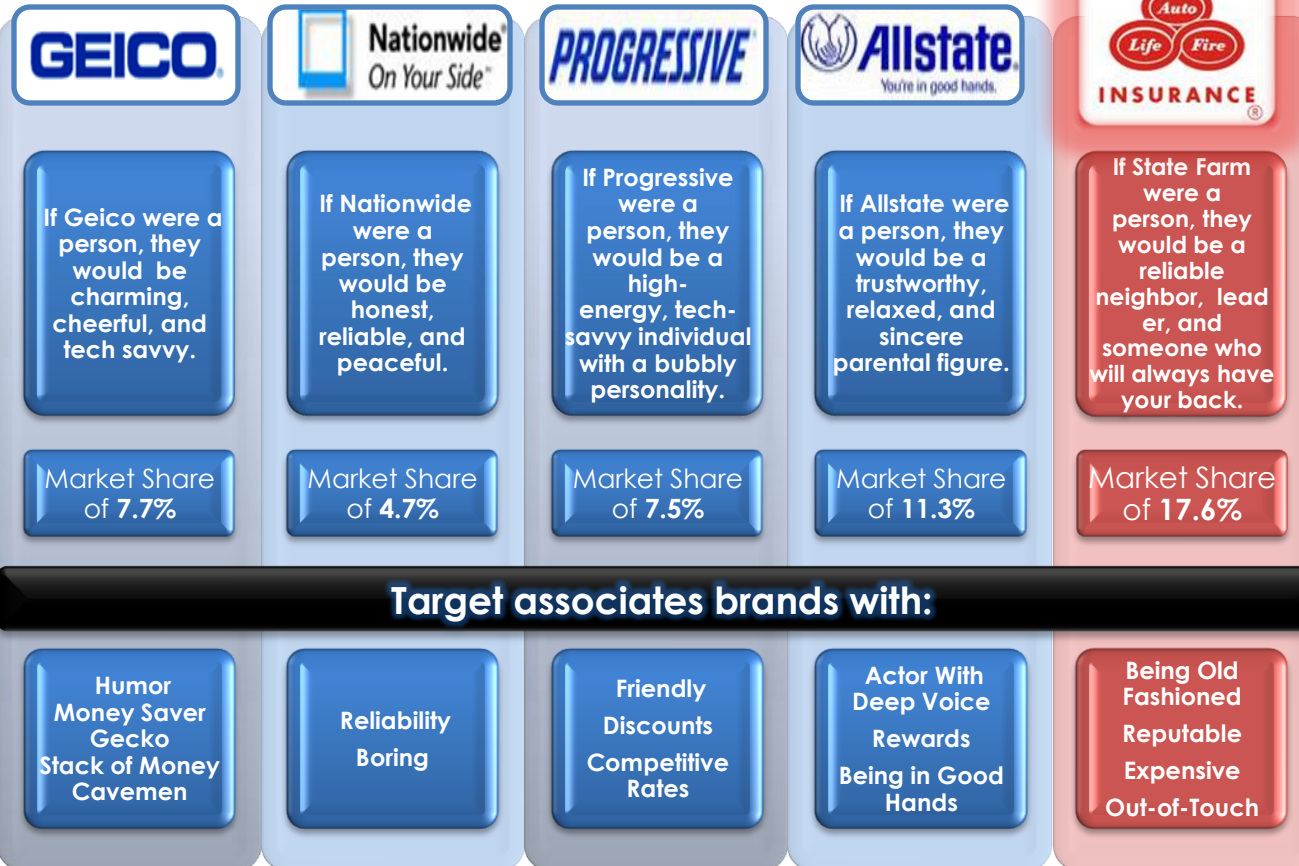 GEICO.
Nationwide®
On Your Side℠
PROGRESSIVE®
Allstate.
You're in good hands.
Auto
Life Fire
INSURANCE
®
If Geico were a
person, they
would be
charming,
cheerful, and
tech savvy.
If Nationwide
were a
person, they
would be
honest,
reliable, and
peaceful.
If Progressive
were a
person, they
would be a
high-
energy, tech-
savvy individual
with a bubbly
personality.
If Allstate were
a person, they
would be a
trustworthy,
relaxed, and
sincere
parental figure.
If State Farm
were a
person, they
would be a
reliable
neighbor, lead
er, and
someone who
will always have
your back.
Market Share
of 7.7%
Market Share
of 4.7%
Market Share
of 7.5%
Market Share
of 11.3%
Market Share
of 17.6%
Target associates brands with:
Humor
Money Saver
Gecko
Stack of Money
Cavemen
Reliability
Boring
Friendly
Discounts
Competitive
Rates
Actor With
Deep Voice
Rewards
Being in Good
Hands
Being Old
Fashioned
Reputable
Expensive
Out-of-Touch